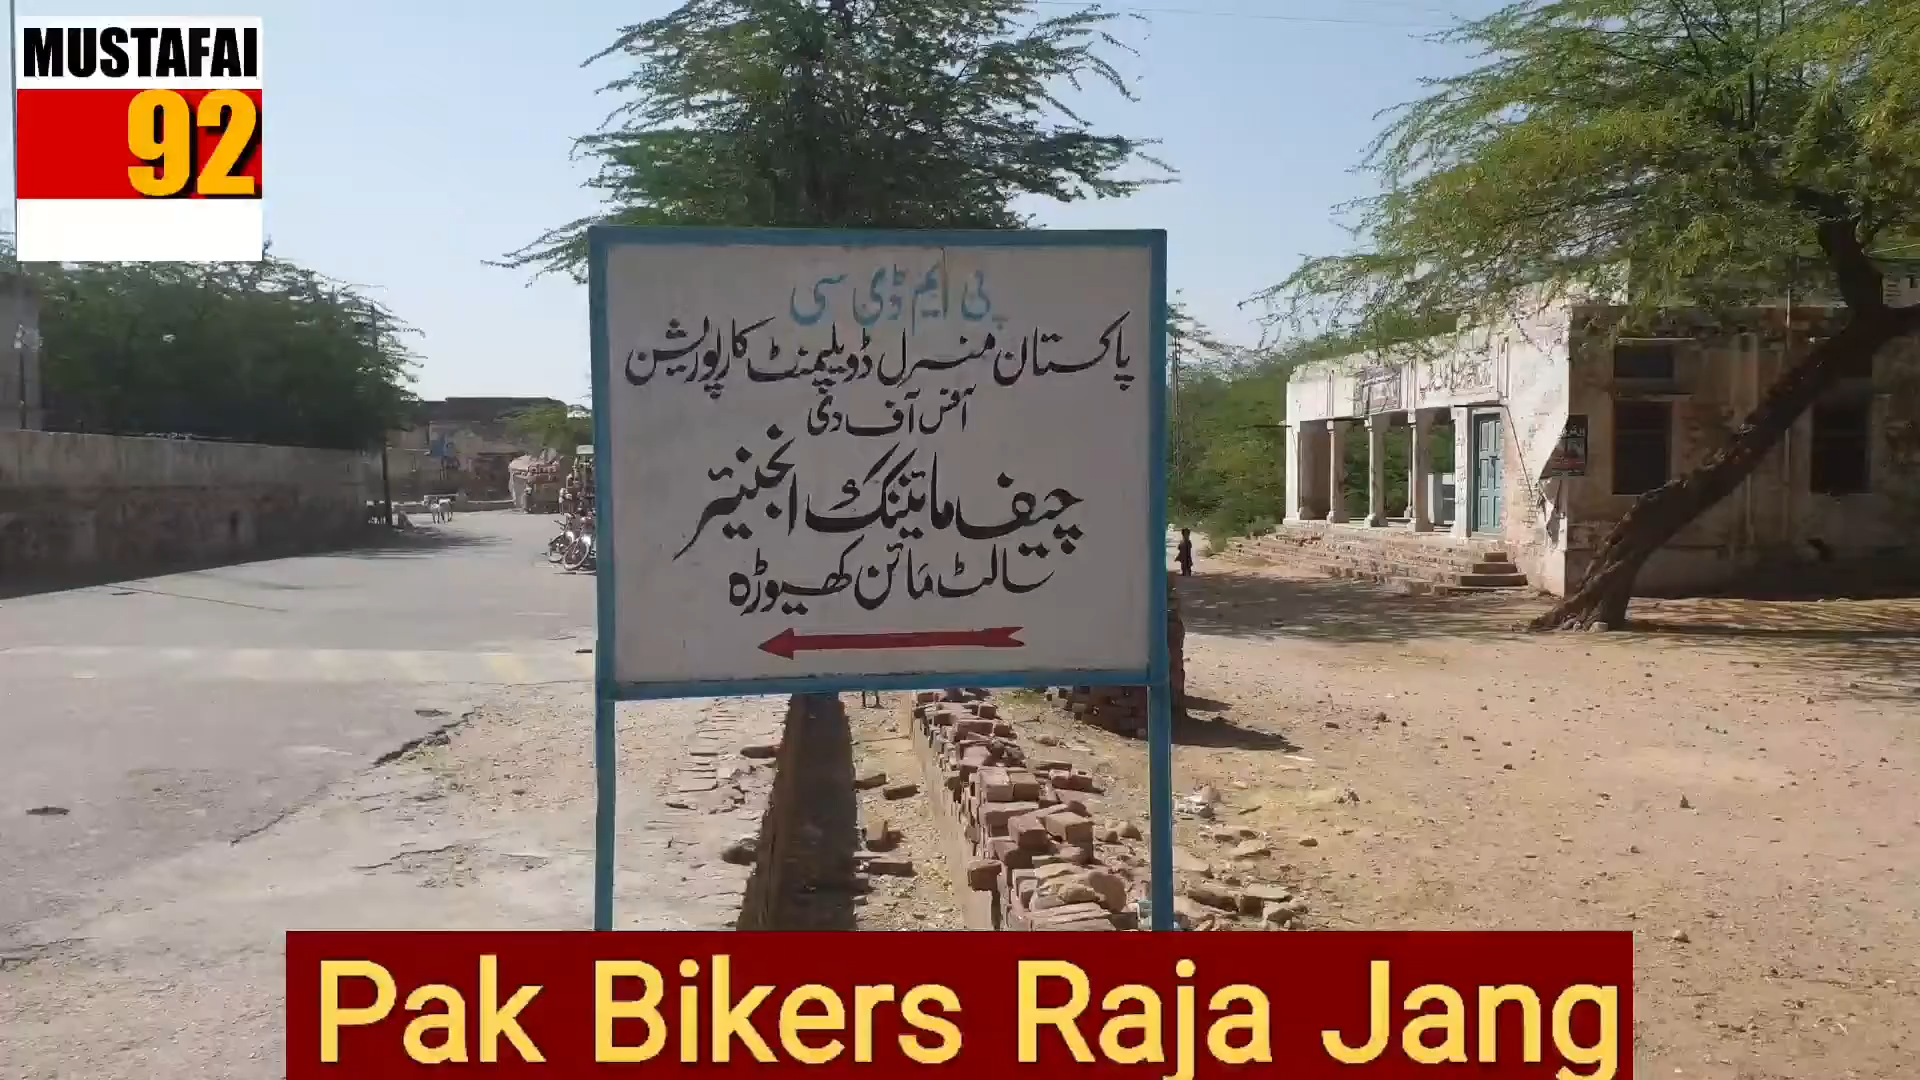 MUSTAFAI
92
پی ایم ڈی سی
پاکستان منرل ڈویلپمنٹ کارپوریشن
آفس آف دی
چیف مائننگ انجنیئر
سالٹ مائن کھیوڑہ
Pak Bikers Raja Jang